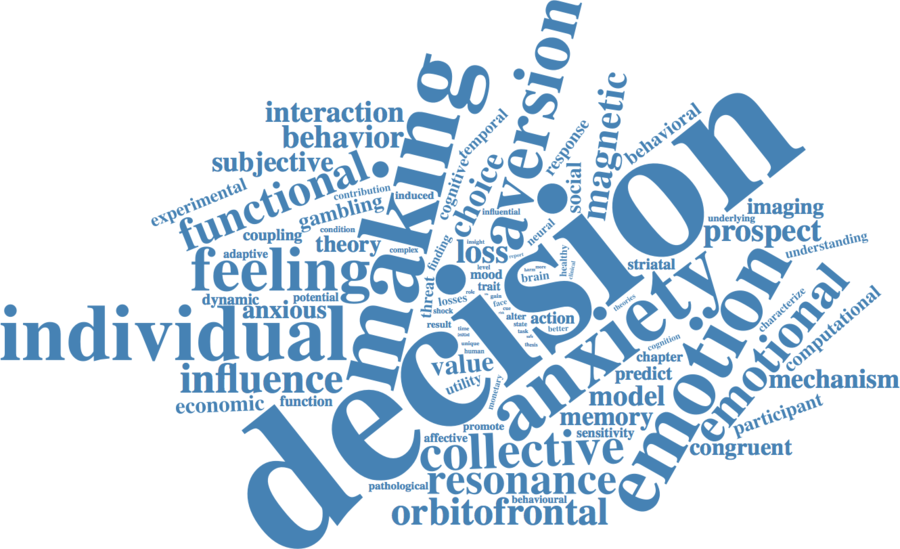 aversion
making
magnetic
decision
interaction
temporal
behavior
response
behavioral
subjective
choice
social
functional
cognitive
contribution
experimental
induced
gambling
influential
imaging
underlying
condition
coupling
theory
neural
prospect
complex
finding
insight
loss
understanding
adaptive
report
healthy
clinical
feeling
level
mood
brain
striatal
trait
threat
dynamic
potential
losses
role
gain
face
anxious
shock
alter
action
theories
characterize
individual
result
time
state
task
better
anxiety
emotion
emotional
unique
human
cognition
computational
chapter
value
influence
utility
predict
mechanism
monetary
model
economic
function
participant
memory
promote
sensitivity
affective
collective
congruent
pathological
resonance
behavioural
orbitofrontal